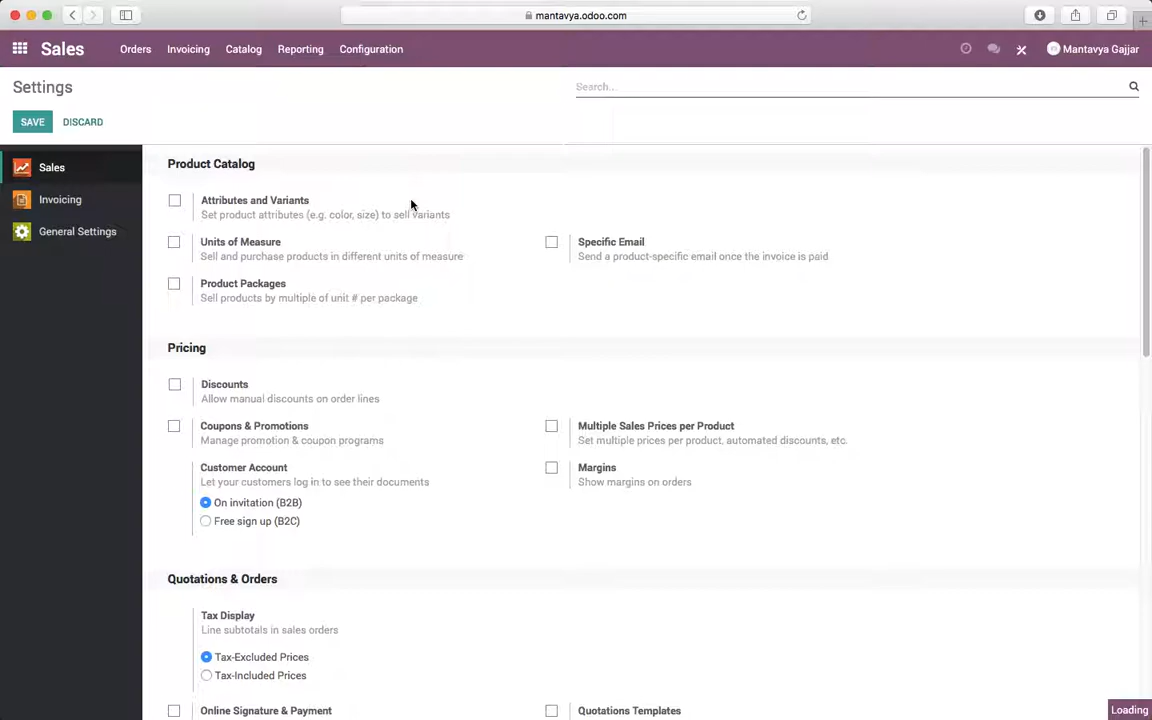 mantavya.odoo.com
Sales Orders Invoicing Catalog Reporting Configuration Mantavya Gajjar
Settings Search...
SAVE DISCARD
Sales
Invoicing
General Settings
Product Catalog
Attributes and Variants
Set product attributes (e.g. color, size) to sell variants
Units of Measure
Sell and purchase products in different units of measure
Specific Email
Send a product-specific email once the invoice is paid
Product Packages
Sell products by multiple of unit # per package
Pricing
Discounts
Allow manual discounts on order lines
Coupons & Promotions
Manage promotion & coupon programs
Multiple Sales Prices per Product
Set multiple prices per product, automated discounts, etc.
Customer Account
Let your customers log in to see their documents
On invitation (B2B)
Free sign up (B2C)
Margins
Show margins on orders
Quotations & Orders
Tax Display
Line subtotals in sales orders
Tax-Excluded Prices
Tax-Included Prices
Online Signature & Payment
Quotations Templates
Loading